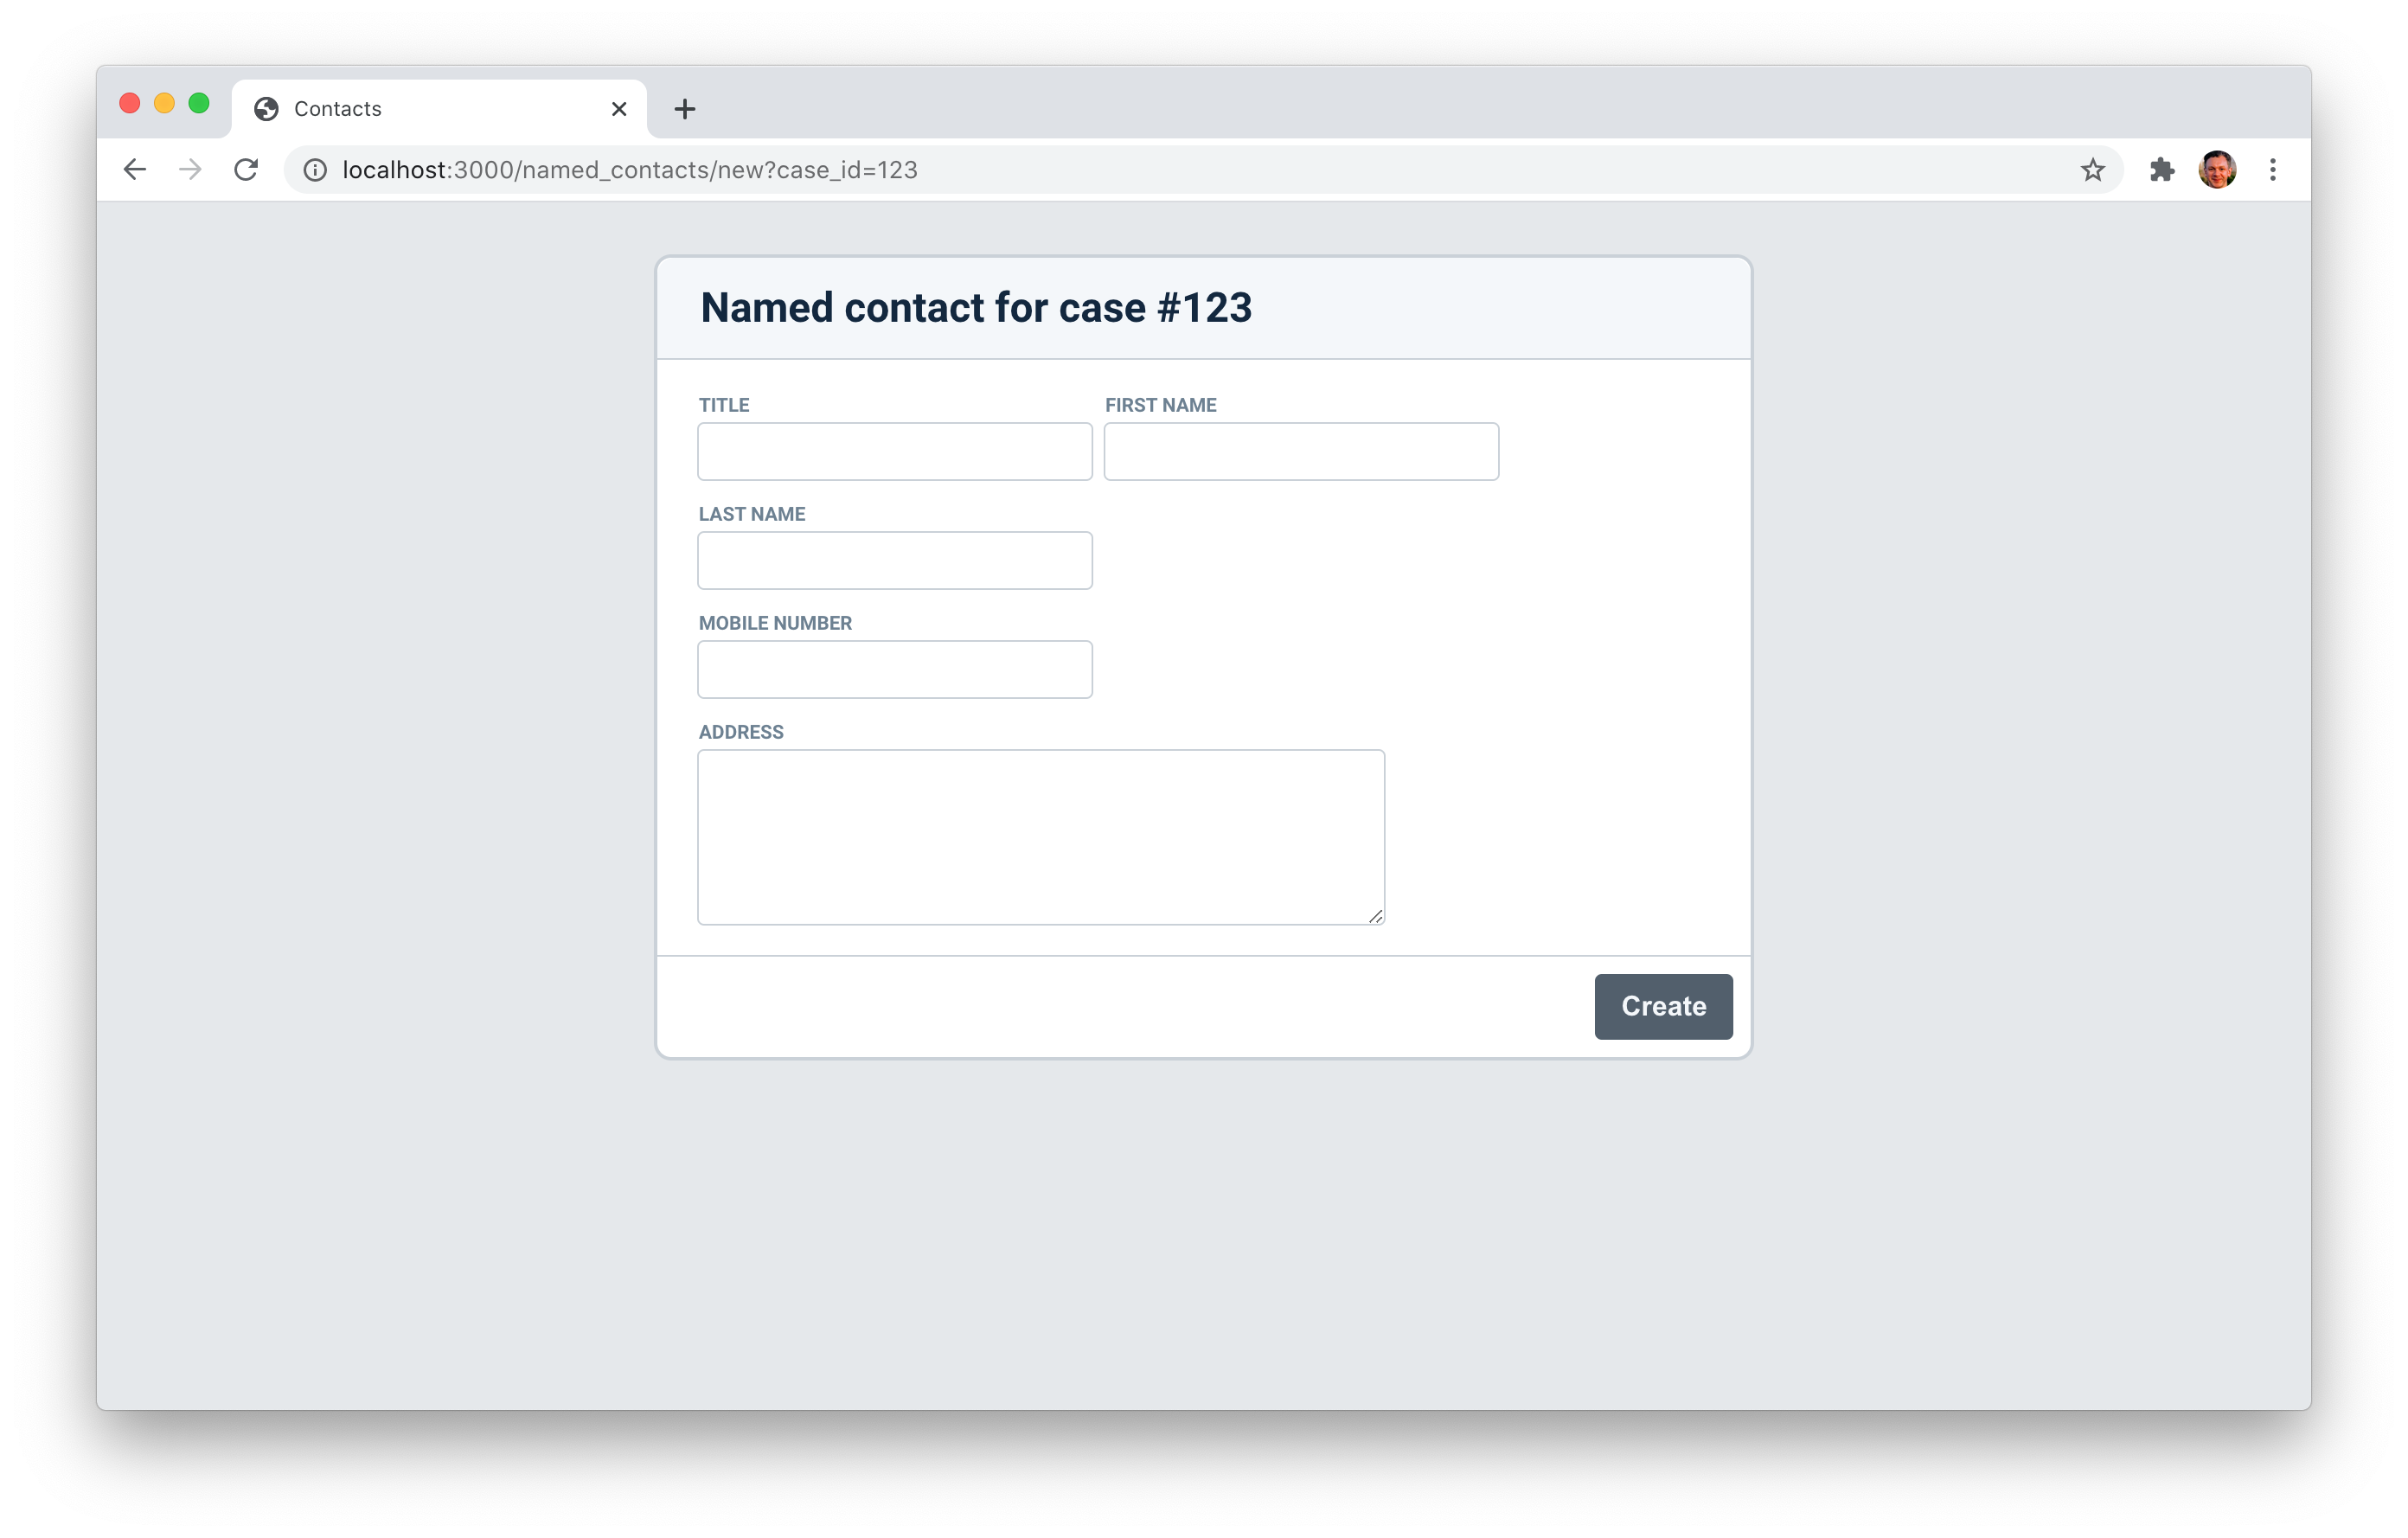 Contacts
localhost:3000/named_contacts/new?case_id=123
Named contact for case #123
TITLE FIRST NAME
LAST NAME
MOBILE NUMBER
ADDRESS
Create